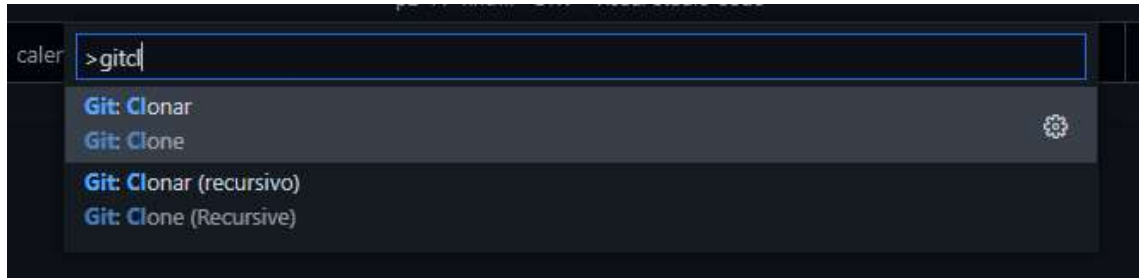 caler
>gitcl
Git: Clonar
Git: Clone
Git: Clonar (recursivo)
Git: Clone (Recursive)